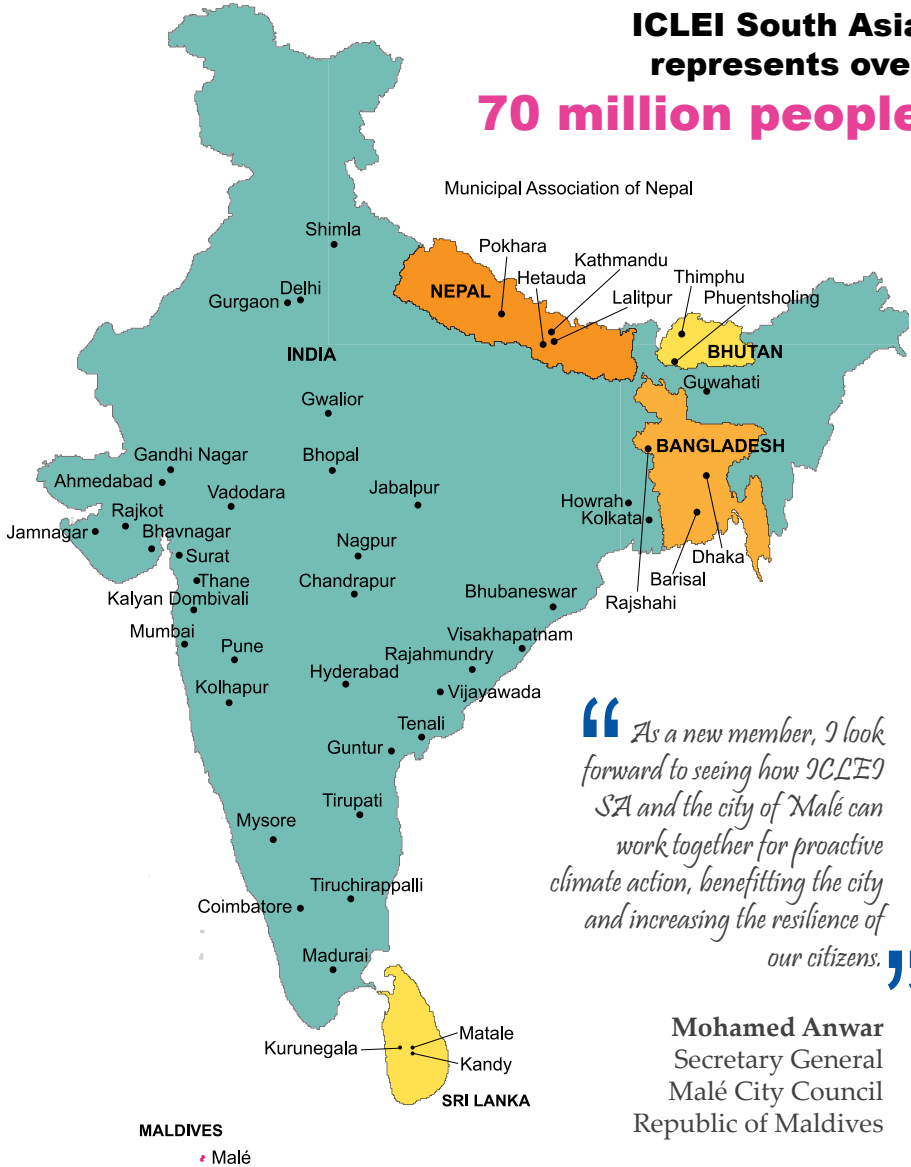 ICLEI South Asia
represents over
70 million people
Municipal Association of Nepal
Shimla
Pokhara
Kathmandu
Hetauda
Thimphu
Delhi
NEPAL
Lalitpur
Phuentsholing
Gurgaon
INDIA
BHUTAN
Guwahati
Gwalior
Gandhi Nagar
Bhopal
BANGLADESH
Ahmedabad
Vadodara
Jabalpur
Howrah
Rajkot
Kolkata
Jamnagar
Bhavnagar
Nagpur
Surat
Dhaka
Thane
Chandrapur
Barisal
Kalyan Dombivali
Bhubaneswar
Rajshahi
Mumbai
Visakhapatnam
Pune
Rajahmundry
Hyderabad
Kolhapur
Vijayawada
Tenali
Guntur
Tirupati
Mysore
Tiruchirappalli
Coimbatore
Madurai
Kurunegala
Matale
Kandy
SRI LANKA
MALDIVES
Malé
“ As a new member, I look
forward to seeing how ICLEI
SA and the city of Malé can
work together for proactive
climate action, benefitting the city
and increasing the resilience of
our citizens. ”
Mohamed Anwar
Secretary General
Malé City Council
Republic of Maldives